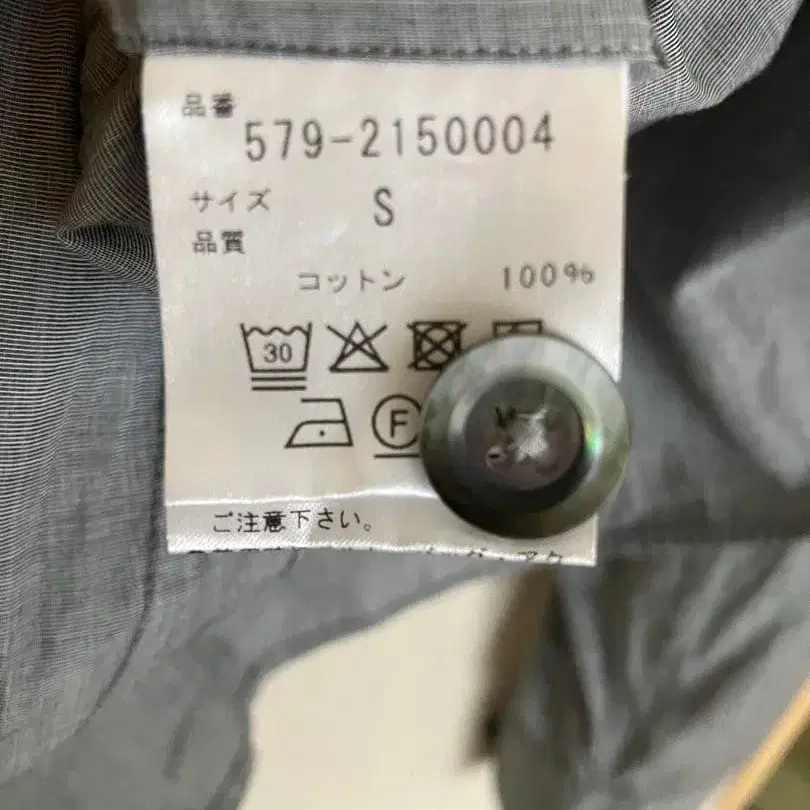 品番
579-2150004
サイズ S
品質
コットン 100%
30
F
ご注意下さい。